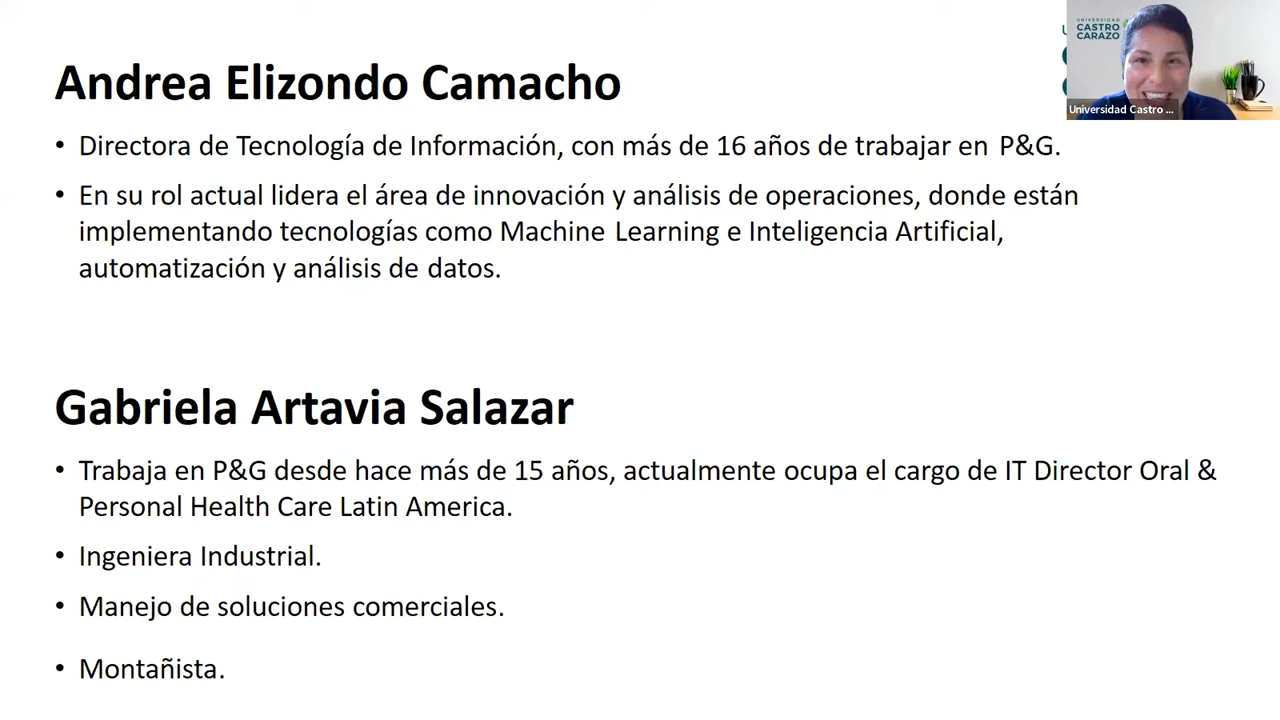 Andrea Elizondo Camacho
• Directora de Tecnología de Información, con más de 16 años de trabajar en P&G.
• En su rol actual lidera el área de innovación y análisis de operaciones, donde están
implementando tecnologías como Machine Learning e Inteligencia Artificial,
automatización y análisis de datos.
Gabriela Artavia Salazar
• Trabaja en P&G desde hace más de 15 años, actualmente ocupa el cargo de IT Director Oral &
Personal Health Care Latin America.
• Ingeniera Industrial.
• Manejo de soluciones comerciales.
• Montañista.
UNIVERSIDAD
CASTRO
CARAZO
Universidad Castro ...